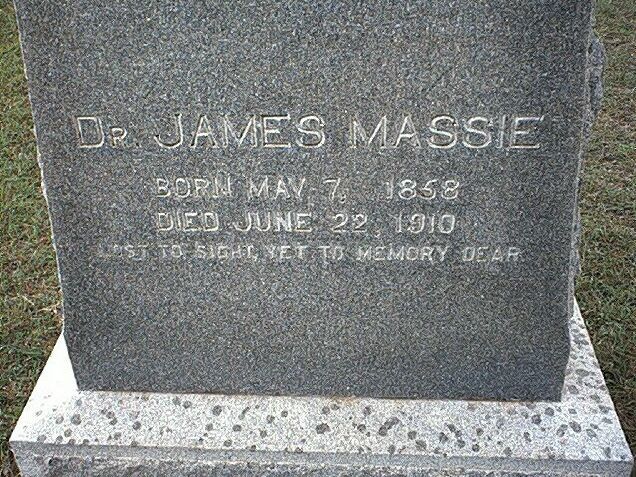 DR. JAMES MASSIE
BORN MAY 7, 1858
DIED JUNE 22, 1910
LOST TO SIGHT, YET TO MEMORY DEAR